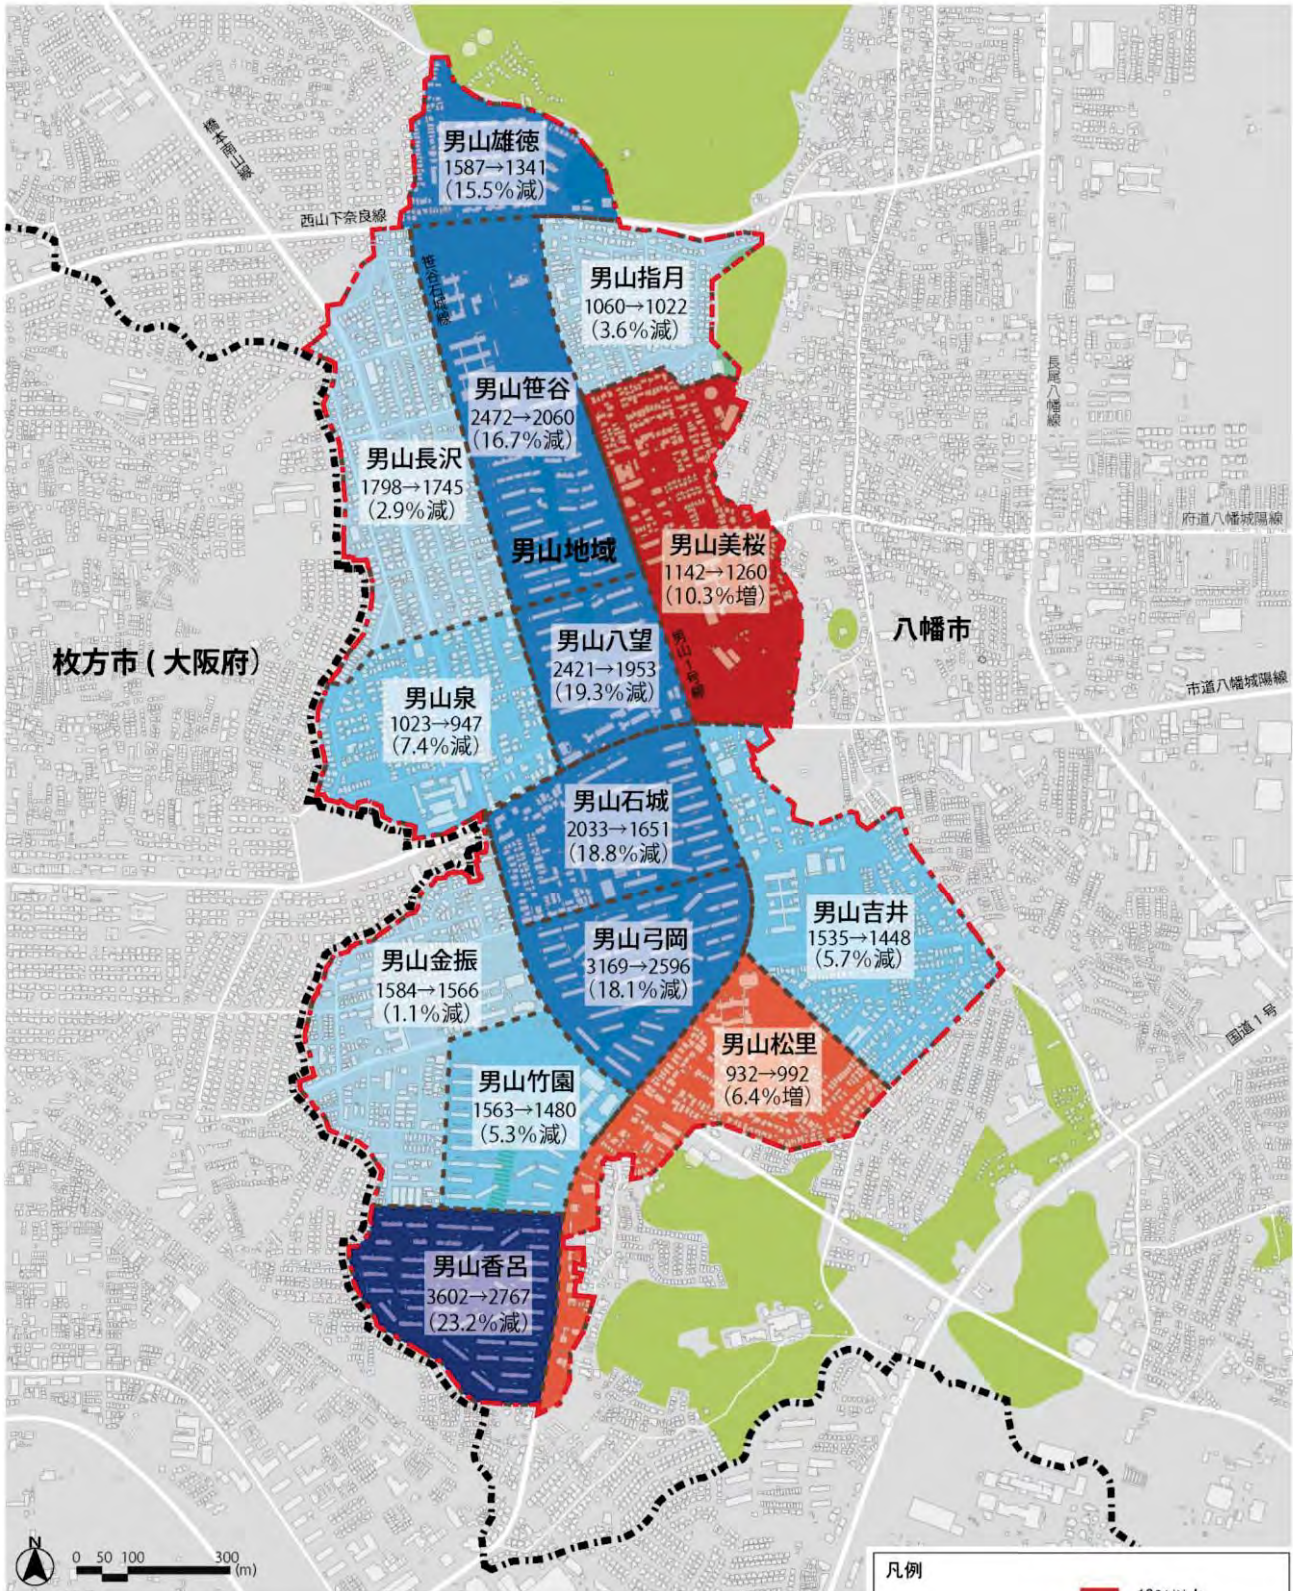 男山雄徳
1587→1341
(15.5%減)
橋本南山線
西山下奈良線
笹谷石城線
男山指月
1060→1022
(3.6%減)
男山笹谷
2472→2060
(16.7%減)
長尾八幡線
男山長沢
1798→1745
(2.9%減)
府道八幡城陽線
男山地域
男山美桜
1142→1260
(10.3%増)
八幡市
枚方市(大阪府)
男山八望
2421→1953
(19.3%減)
男山1号線
市道八幡城陽線
男山泉
1023→947
(7.4%減)
男山石城
2033→1651
(18.8%減)
男山吉井
1535→1448
(5.7%減)
男山弓岡
3169→2596
(18.1%減)
男山金振
1584→1566
(1.1%減)
国道1号
男山松里
932→992
(6.4%増)
男山竹園
1563→1480
(5.3%減)
男山香呂
3602→2767
(23.2%減)
N
0 50 100 300 (m)
凡例